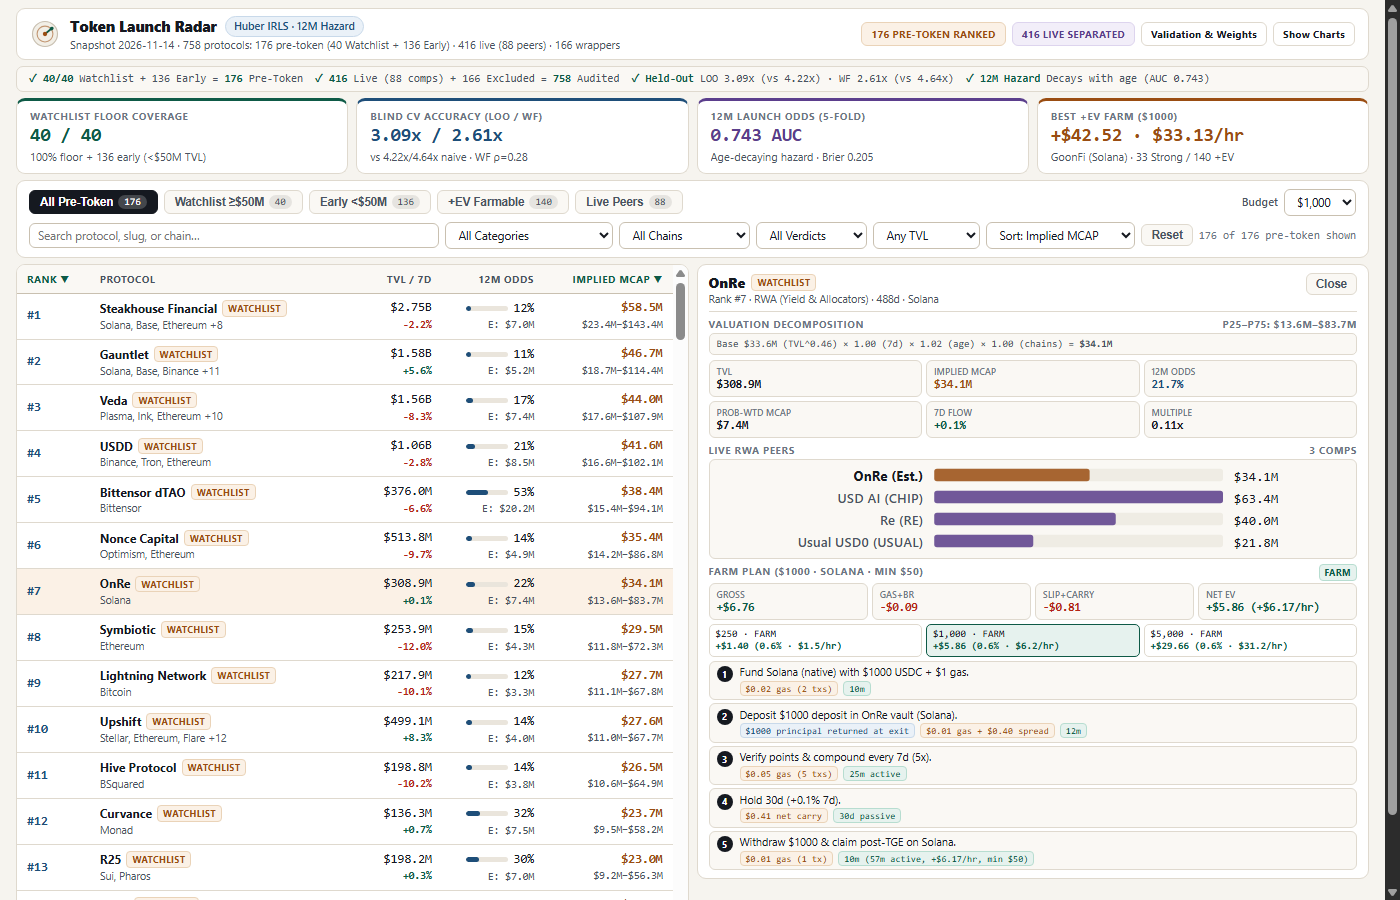 Token Launch Radar Huber IRLS · 12M Hazard
Snapshot 2026-11-14 · 758 protocols: 176 pre-token (40 Watchlist + 136 Early) · 416 live (88 peers) · 166 wrappers
176 PRE-TOKEN RANKED 416 LIVE SEPARATED Validation & Weights Show Charts
✓ 40/40 Watchlist + 136 Early = 176 Pre-Token ✓ 416 Live (88 comps) + 166 Excluded = 758 Audited ✓ Held-Out LOO 3.09x (vs 4.22x) · WF 2.61x (vs 4.64x) ✓ 12M Hazard Decays with age (AUC 0.743)
WATCHLIST FLOOR COVERAGE
40 / 40
100% floor + 136 early (<$50M TVL)
BLIND CV ACCURACY (LOO / WF)
3.09x / 2.61x
vs 4.22x/4.64x naive · WF ρ=0.28
12M LAUNCH ODDS (5-FOLD)
0.743 AUC
Age-decaying hazard · Brier 0.205
BEST +EV FARM ($1000)
+$42.52 · $33.13/hr
GoonFi (Solana) · 33 Strong / 140 +EV
All Pre-Token 176 Watchlist ≥$50M 40 Early <$50M 136 +EV Farmable 140 Live Peers 88 Budget $1,000
Search protocol, slug, or chain... All Categories All Chains All Verdicts Any TVL Sort: Implied MCAP Reset 176 of 176 pre-token shown
RANK ▼ PROTOCOL TVL / 7D 12M ODDS IMPLIED MCAP ▼
#1 Steakhouse Financial WATCHLIST $2.75B 12% $58.5M
Solana, Base, Ethereum +8 -2.2% E: $7.0M $23.4M–$143.4M
#2 Gauntlet WATCHLIST $1.58B 11% $46.7M
Solana, Base, Binance +11 +5.6% E: $5.2M $18.7M–$114.4M
#3 Veda WATCHLIST $1.56B 17% $44.0M
Plasma, Ink, Ethereum +10 -8.3% E: $7.4M $17.6M–$107.9M
#4 USDD WATCHLIST $1.06B 21% $41.6M
Binance, Tron, Ethereum -2.8% E: $8.5M $16.6M–$102.1M
#5 Bittensor dTAO WATCHLIST $376.0M 53% $38.4M
Bittensor -6.6% E: $20.2M $15.4M–$94.1M
#6 Nonce Capital WATCHLIST $513.8M 14% $35.4M
Optimism, Ethereum -9.7% E: $4.9M $14.2M–$86.8M
#7 OnRe WATCHLIST $308.9M 22% $34.1M
Solana +0.1% E: $7.4M $13.6M–$83.7M
#8 Symbiotic WATCHLIST $253.9M 15% $29.5M
Ethereum -12.0% E: $4.3M $11.8M–$72.3M
#9 Lightning Network WATCHLIST $217.9M 12% $27.7M
Bitcoin -10.1% E: $3.3M $11.1M–$67.8M
#10 Upshift WATCHLIST $499.1M 14% $27.6M
Stellar, Ethereum, Flare +12 +8.3% E: $4.0M $11.0M–$67.7M
#11 Hive Protocol WATCHLIST $198.8M 14% $26.5M
BSquared -10.2% E: $3.8M $10.6M–$64.9M
#12 Curvance WATCHLIST $136.3M 32% $23.7M
Monad +0.7% E: $7.5M $9.5M–$58.2M
#13 R25 WATCHLIST $198.2M 30% $23.0M
Sui, Pharos +0.3% E: $7.0M $9.2M–$56.3M
OnRe WATCHLIST Close
Rank #7 · RWA (Yield & Allocators) · 488d · Solana
VALUATION DECOMPOSITION P25–P75: $13.6M–$83.7M
Base $33.6M (TVL^0.46) × 1.00 (7d) × 1.02 (age) × 1.00 (chains) = $34.1M
TVL
$308.9M
IMPLIED MCAP
$34.1M
12M ODDS
21.7%
PROB-WTD MCAP
$7.4M
7D FLOW
+0.1%
MULTIPLE
0.11x
LIVE RWA PEERS 3 COMPS
OnRe (Est.) $34.1M
USD AI (CHIP) $63.4M
Re (RE) $40.0M
Usual USD0 (USUAL) $21.8M
FARM PLAN ($1000 · SOLANA · MIN $50) FARM
GROSS
+$6.76
GAS+BR
-$0.09
SLIP+CARRY
-$0.81
NET EV
+$5.86 (+$6.17/hr)
$250 · FARM
+$1.40 (0.6% · $1.5/hr)
$1,000 · FARM
+$5.86 (0.6% · $6.2/hr)
$5,000 · FARM
+$29.66 (0.6% · $31.2/hr)
1 Fund Solana (native) with $1000 USDC + $1 gas.
$0.02 gas (2 txs) 10m
2 Deposit $1000 deposit in OnRe vault (Solana).
$1000 principal returned at exit $0.01 gas + $0.40 spread 12m
3 Verify points & compound every 7d (5x).
$0.05 gas (5 txs) 25m active
4 Hold 30d (+0.1% 7d).
$0.41 net carry 30d passive
5 Withdraw $1000 & claim post-TGE on Solana.
$0.01 gas (1 tx) 10m (57m active, +$6.17/hr, min $50)